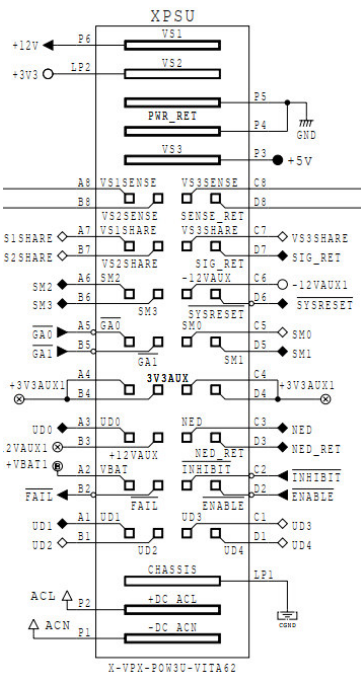 XPSU
+12V P6 VS1
+3V3 LP2 VS2
P5
PWR_RET
P4 GND
VS3 P3 +5V
A8 VS1SENSE VS3SENSE C8
B8 VS2SENSE SENSE_RET D8
S1SHARE A7 VS1SHARE VS3SHARE C7 VS3SHARE
S2SHARE B7 VS2SHARE SIG_RET D7 SIG_RET
SM2 A6 SM2 -12VAUX C6 -12VAUX1
SM3 B6 SM3 SYSRESET D6 SYSRESET
GA0 A5 GA0 SM0 C5 SM0
GA1 B5 GA1 SM1 D5 SM1
+3V3AUX1 A4 3V3AUX C4 +3V3AUX1
B4 D4
UD0 A3 UD0 NED C3 NED
2VAUX1 B3 +12VAUX NED_RET D3 NED_RET
+VBAT1 A2 VBAT INHIBIT C2 INHIBIT
FAIL B2 FAIL ENABLE D2 ENABLE
UD1 A1 UD1 UD3 C1 UD3
UD2 B1 UD2 UD4 D1 UD4
CHASSIS LP1
ACL P2 +DC ACL
CGND
ACN P1 -DC ACN
X-VPX-POW3U-VITA62